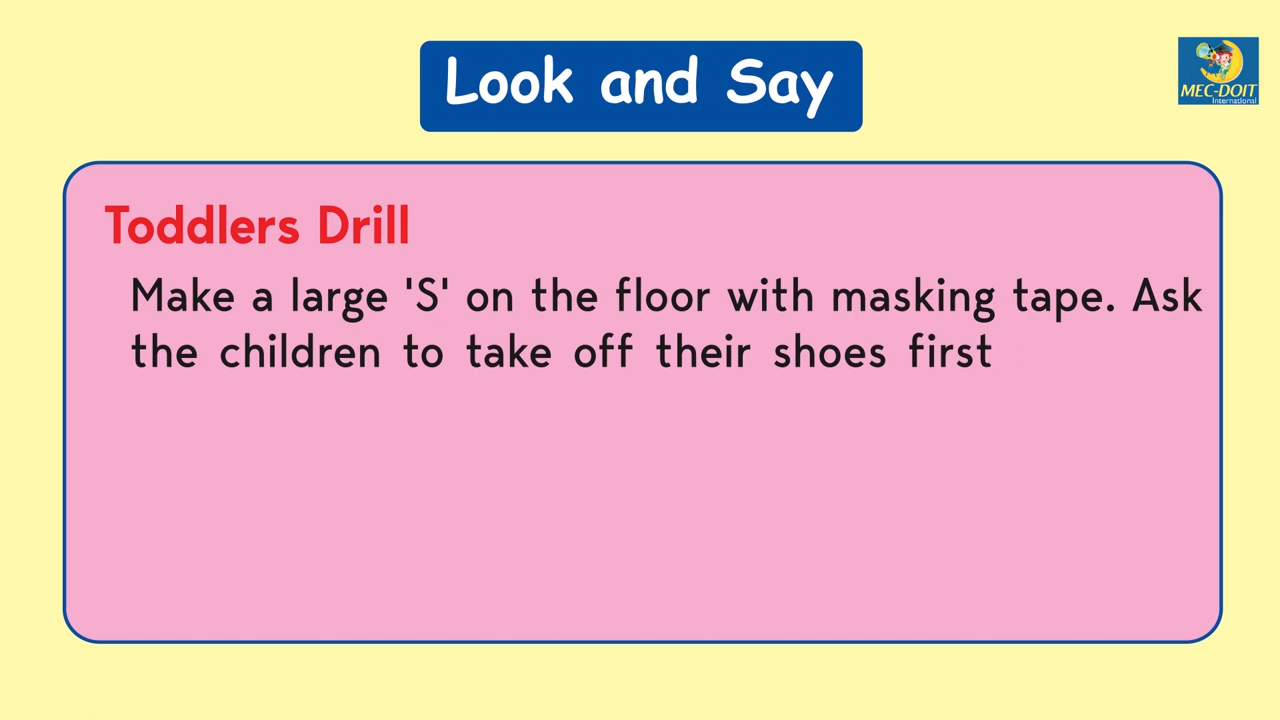 Look and Say
MEC-DOIT
International
Toddlers Drill
Make a large 'S' on the floor with masking tape. Ask
the children to take off their shoes first